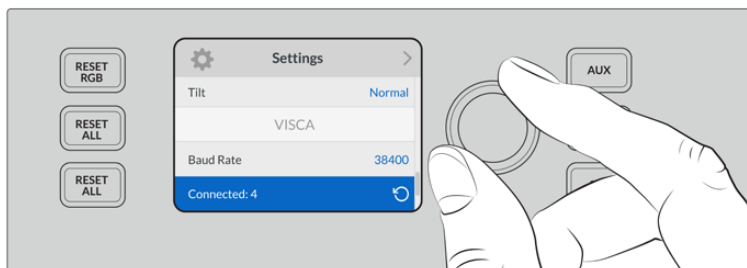 RESET
RGB
RESET
ALL
RESET
ALL
Settings
Tilt Normal
VISCA
Baud Rate 38400
Connected: 4
AUX